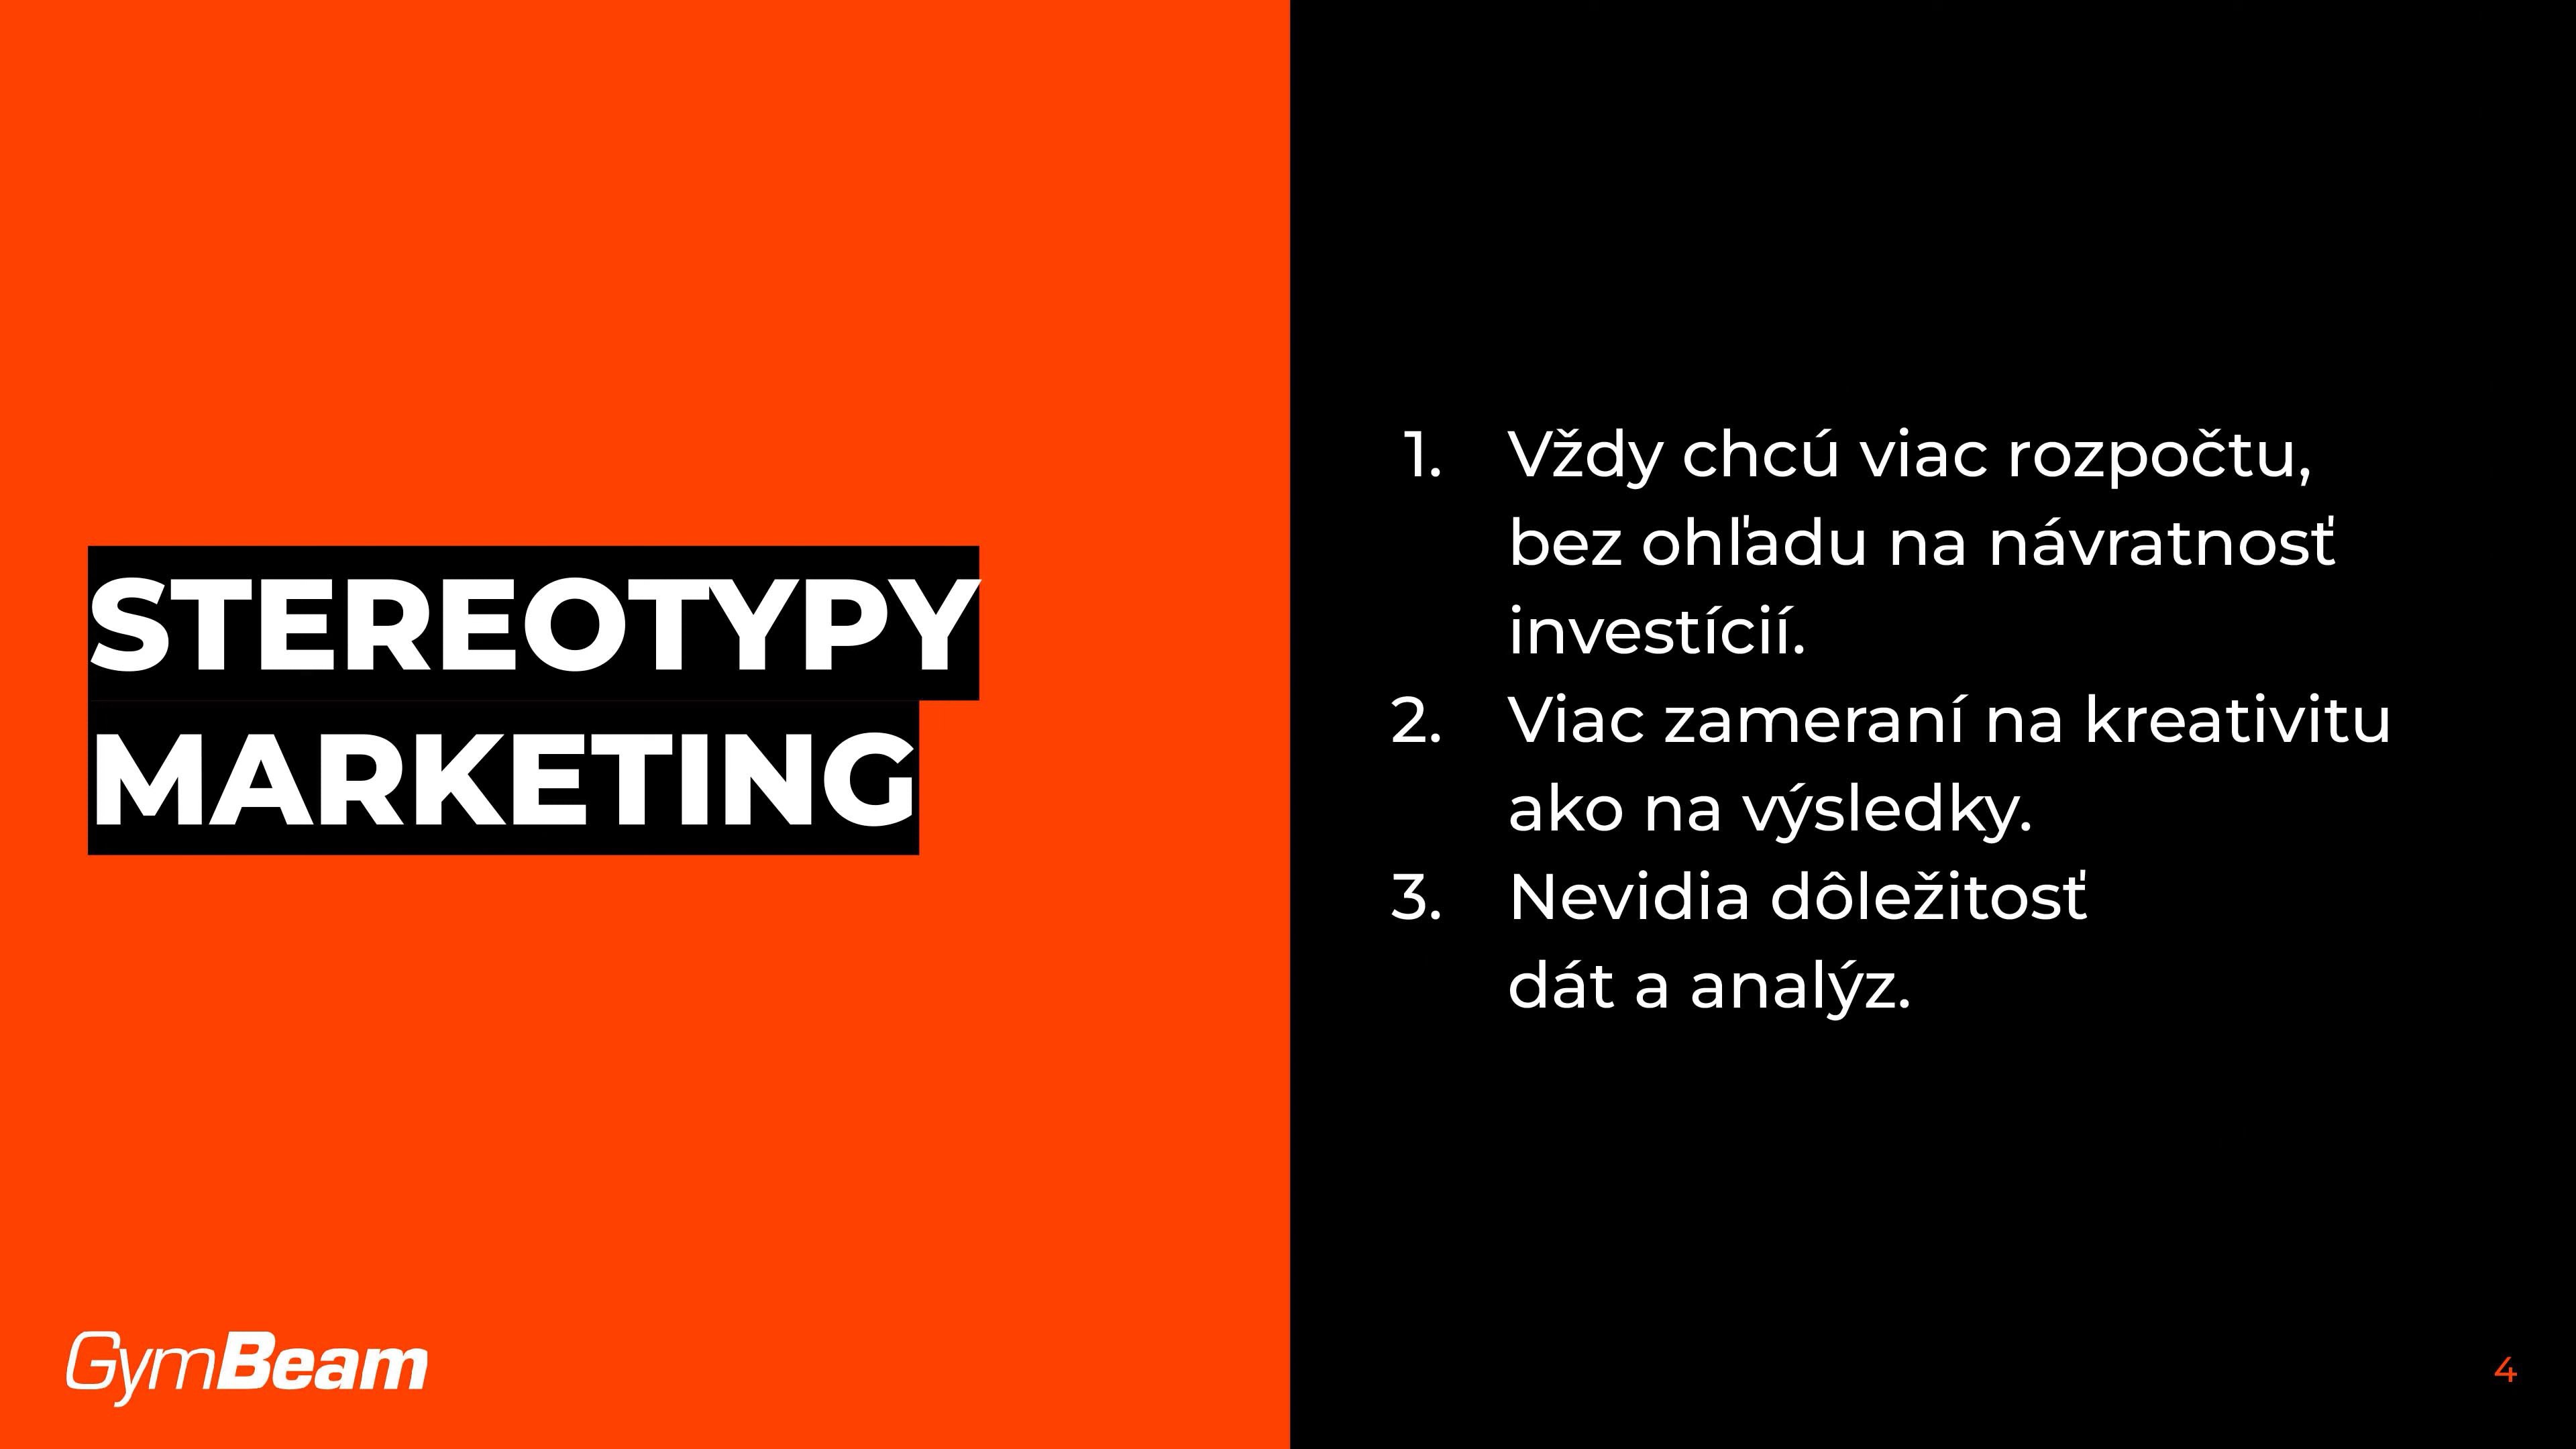 STEREOTYPY
MARKETING
1. Vždy chcú viac rozpočtu,
bez ohľadu na návratnosť
investícií.
2. Viac zameraní na kreativitu
ako na výsledky.
3. Nevidia dôležitosť
dát a analýz.
GymBeam
4